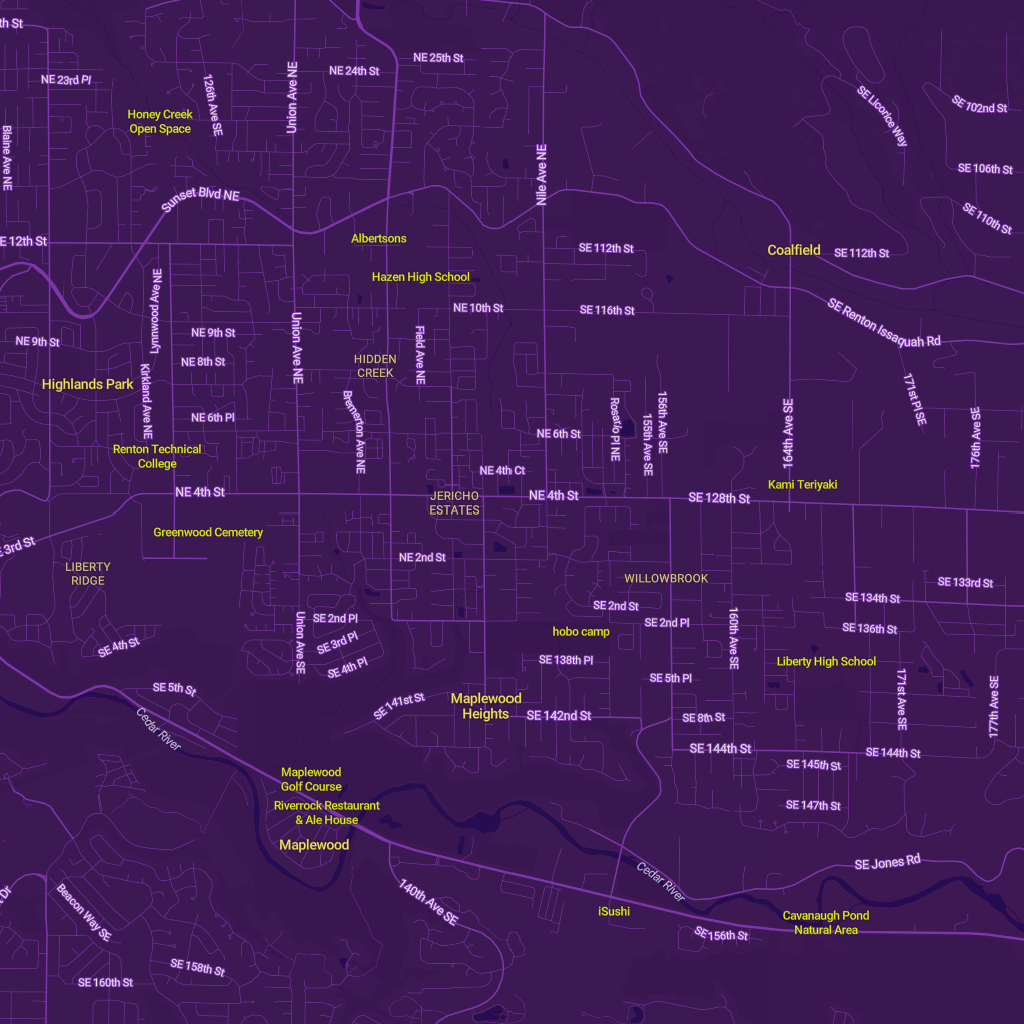 th St
NE 23rd Pl
126th Ave SE
Union Ave NE
NE 24th St
NE 25th St
Honey Creek
Open Space
Blaine Ave NE
SE Licorice Way
SE 102nd St
SE 106th St
SE 110th St
Nile Ave NE
Sunset Blvd NE
E 12th St
Albertsons
SE 112th St
Coalfield
SE 112th St
Hazen High School
Lynnwood Ave NE
NE 10th St
SE 116th St
SE Renton Issaquah Rd
NE 9th St
NE 9th St
Union Ave NE
Field Ave NE
NE 8th St
HIDDEN
CREEK
Highlands Park
Kirkland Ave NE
Bremerton Ave NE
171st Pl SE
NE 6th Pl
Rosario Pl NE
156th Ave SE
155th Ave SE
164th Ave SE
176th Ave SE
NE 6th St
Renton Technical
College
NE 4th Ct
Kami Teriyaki
NE 4th St
JERICHO
ESTATES
NE 4th St
SE 128th St
Greenwood Cemetery
E 3rd St
NE 2nd St
LIBERTY
RIDGE
WILLOWBROOK
SE 133rd St
SE 134th St
SE 2nd St
SE 2nd Pl
SE 2nd Pl
Union Ave SE
160th Ave SE
SE 136th St
hobo camp
SE 3rd Pl
SE 4th St
SE 138th Pl
Liberty High School
SE 4th Pl
SE 5th Pl
SE 5th St
171st Ave SE
177th Ave SE
SE 141st St
Maplewood
Heights
SE 142nd St
SE 8th St
Cedar River
SE 144th St
SE 144th St
SE 145th St
Maplewood
Golf Course
Riverrock Restaurant
& Ale House
SE 147th St
Maplewood
SE Jones Rd
Cedar River
t Dr
Beacon Way SE
140th Ave SE
iSushi
Cavanaugh Pond
Natural Area
SE 156th St
SE 158th St
SE 160th St